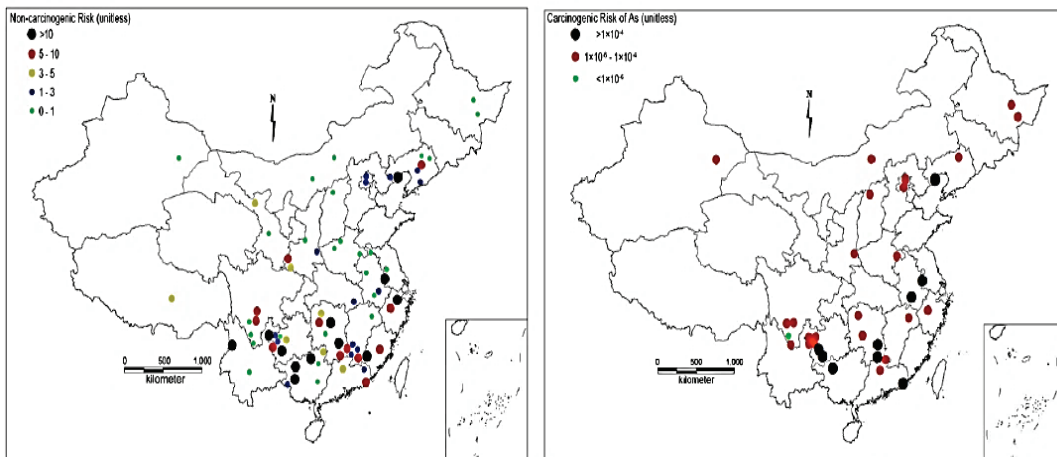 Non-carcinogenic Risk (unitless)
>10
5 - 10
3 - 5
1 - 3
0 - 1
N
0 500 1,000
kilometer
Carcinogenic Risk of As (unitless)
>1×10⁻⁴
1×10⁻⁶ - 1×10⁻⁴
<1×10⁻⁶
N
0 500 1,000
kilometer